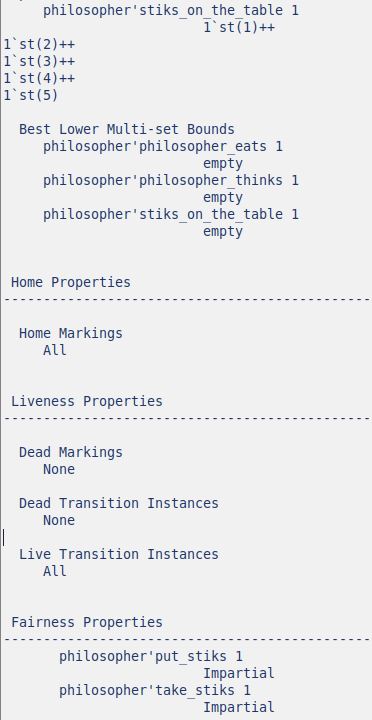 philosopher'stiks_on_the_table 1
1`st(1)++
1`st(2)++
1`st(3)++
1`st(4)++
1`st(5)
Best Lower Multi-set Bounds
philosopher'philosopher_eats 1
empty
philosopher'philosopher_thinks 1
empty
philosopher'stiks_on_the_table 1
empty
Home Properties
-----------------------------------------------
Home Markings
All
Liveness Properties
-----------------------------------------------
Dead Markings
None
Dead Transition Instances
None
Live Transition Instances
All
Fairness Properties
-----------------------------------------------
philosopher'put_stiks 1
Impartial
philosopher'take_stiks 1
Impartial